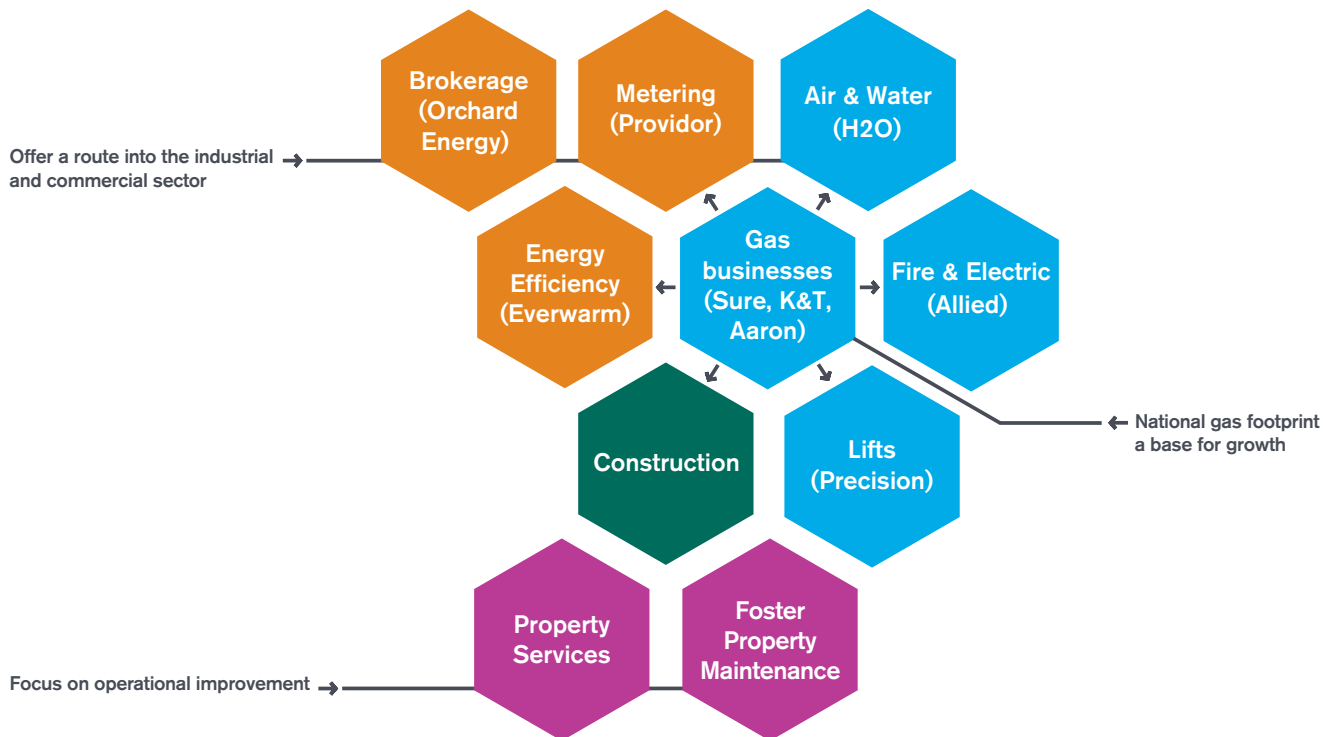 Brokerage
(Orchard
Energy)
Metering
(Providor)
Air & Water
(H2O)
Offer a route into the industrial
and commercial sector
Energy
Efficiency
(Everwarm)
Gas
businesses
(Sure, K&T,
Aaron)
Fire & Electric
(Allied)
National gas footprint
a base for growth
Construction
Lifts
(Precision)
Property
Services
Foster
Property
Maintenance
Focus on operational improvement